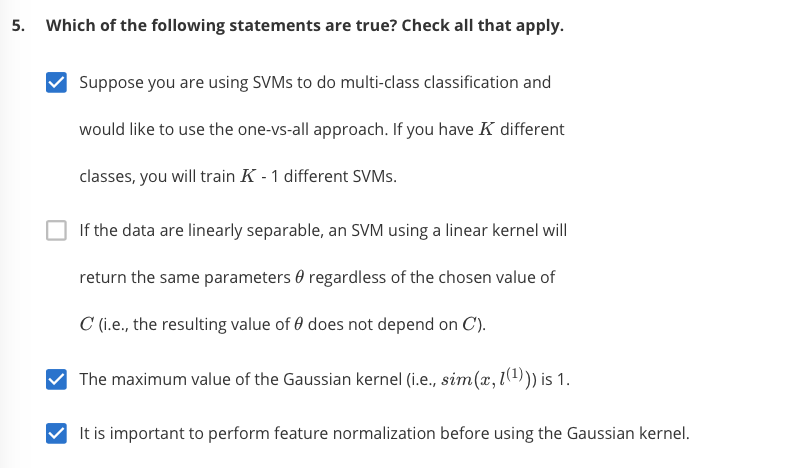 5. Which of the following statements are true? Check all that apply.
Suppose you are using SVMs to do multi-class classification and
would like to use the one-vs-all approach. If you have K different
classes, you will train K - 1 different SVMs.
If the data are linearly separable, an SVM using a linear kernel will
return the same parameters θ regardless of the chosen value of
C (i.e., the resulting value of θ does not depend on C).
The maximum value of the Gaussian kernel (i.e., sim(x, l⁽¹⁾)) is 1.
It is important to perform feature normalization before using the Gaussian kernel.